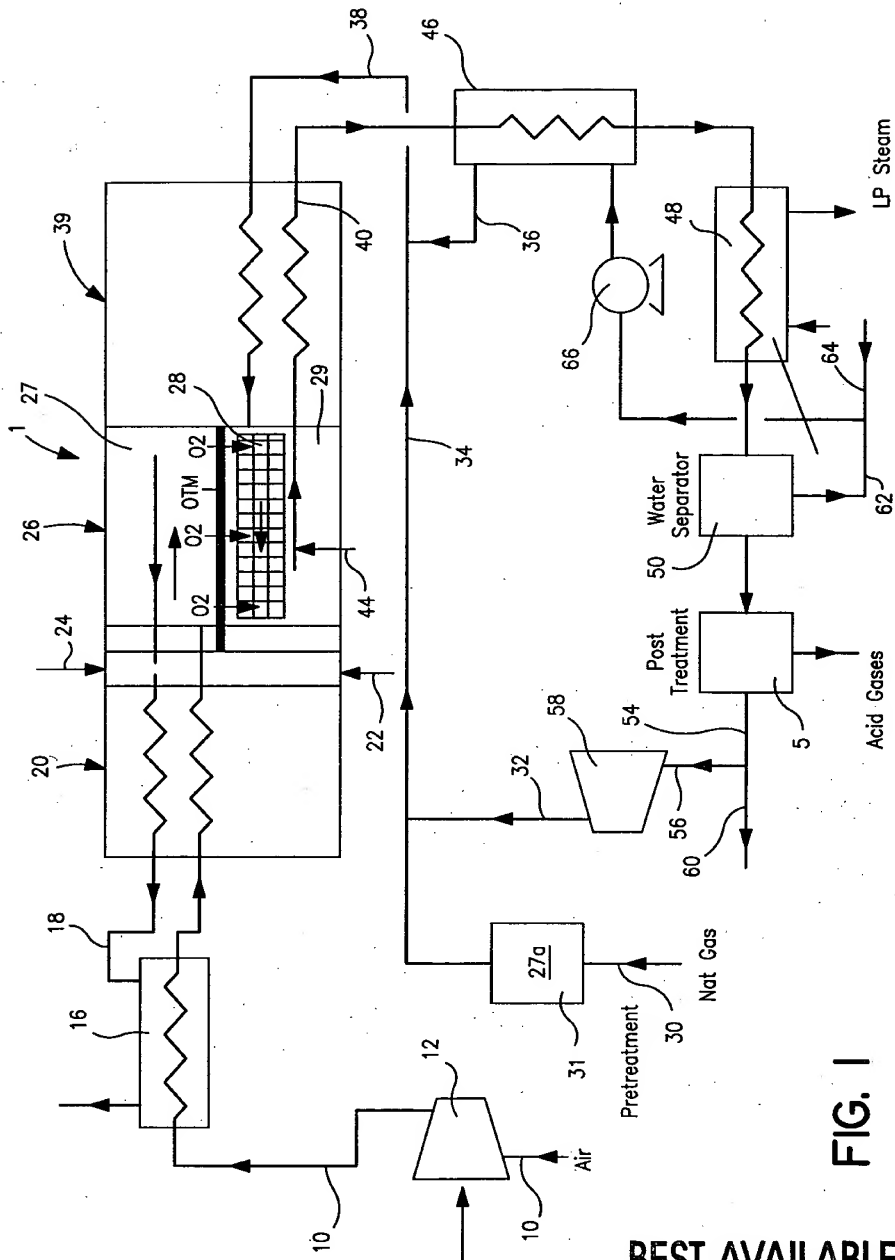 20
26
1
27
39
18
24
16
O2
O2
O2
OTM
28
29
10
22
44
40
38
12
46
34
10
Air
27a
31
32
36
58
66
Pretreatment
30
Nat Gas
56
60
54
Post
Treatment
Water
Separator
50
48
5
62
64
Acid Gases
LP Steam
FIG. 1
BEST AVAILABLE